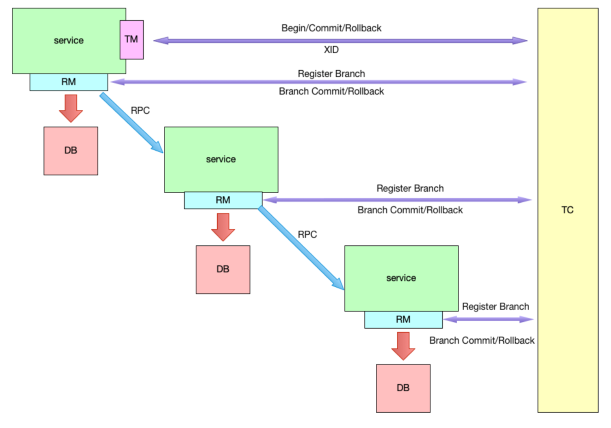 service
TM
Begin/Commit/Rollback
XID
RM
Register Branch
Branch Commit/Rollback
RPC
DB
service
RM
Register Branch
Branch Commit/Rollback
TC
RPC
DB
service
RM
Register Branch
Branch Commit/Rollback
DB